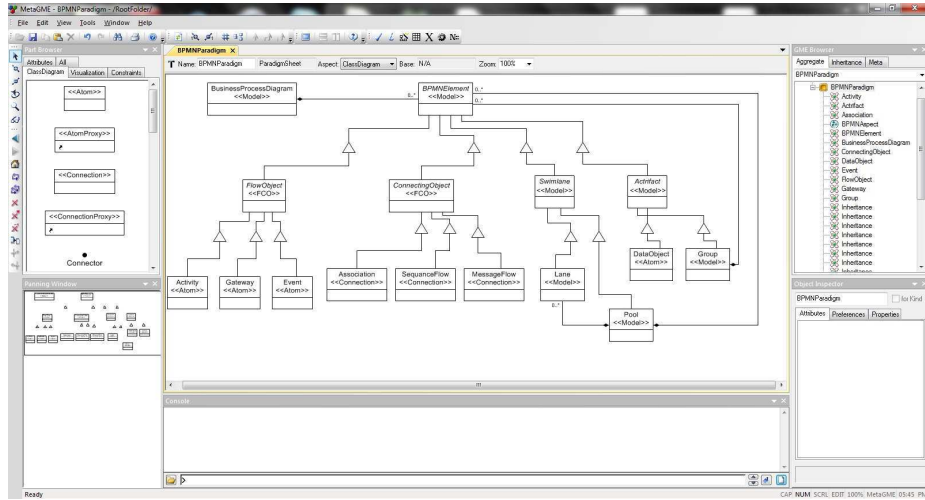 MetaGME - BPMNParadigm - /RootFolder/
File Edit View Tools Window Help
Part Browser
Attributes All
ClassDiagram Visualization Constraints
<<Atom>>
<<AtomProxy>>
<<Connection>>
<<ConnectionProxy>>
Connector
Panning Window
BPMNParadigm
Name: BPMNParadigm ParadigmSheet Aspect: ClassDiagram Base: N/A Zoom: 100%
BusinessProcessDiagram
<<Model>>
BPMNElement
<<Model>>
0..*
0..*
0..*
FlowObject
<<FCO>>
ConnectingObject
<<FCO>>
Swimlane
<<Model>>
Actrifact
<<Model>>
DataObject
<<Atom>>
Group
<<Model>>
Activity
<<Atom>>
Gateway
<<Atom>>
Event
<<Atom>>
Association
<<Connection>>
SequanceFlow
<<Connection>>
MessageFlow
<<Connection>>
Lane
<<Model>>
0..*
Pool
<<Model>>
Console
GME Browser
Aggregate Inheritance Meta
BPMNParadigm
BPMNParadigm
Activity
Actrifact
Association
BPMNAspect
BPMNElement
BusinessProcessDiagram
ConnectingObject
DataObject
Event
FlowObject
Gateway
Group
Inheritance
Inheritance
Inheritance
Inheritance
Inheritance
Inheritance
Inheritance
Object Inspector
BPMNParadigm
Attributes Preferences Properties
Ready
CAP NUM SCRL EDIT 100% MetaGME 05:45 PM